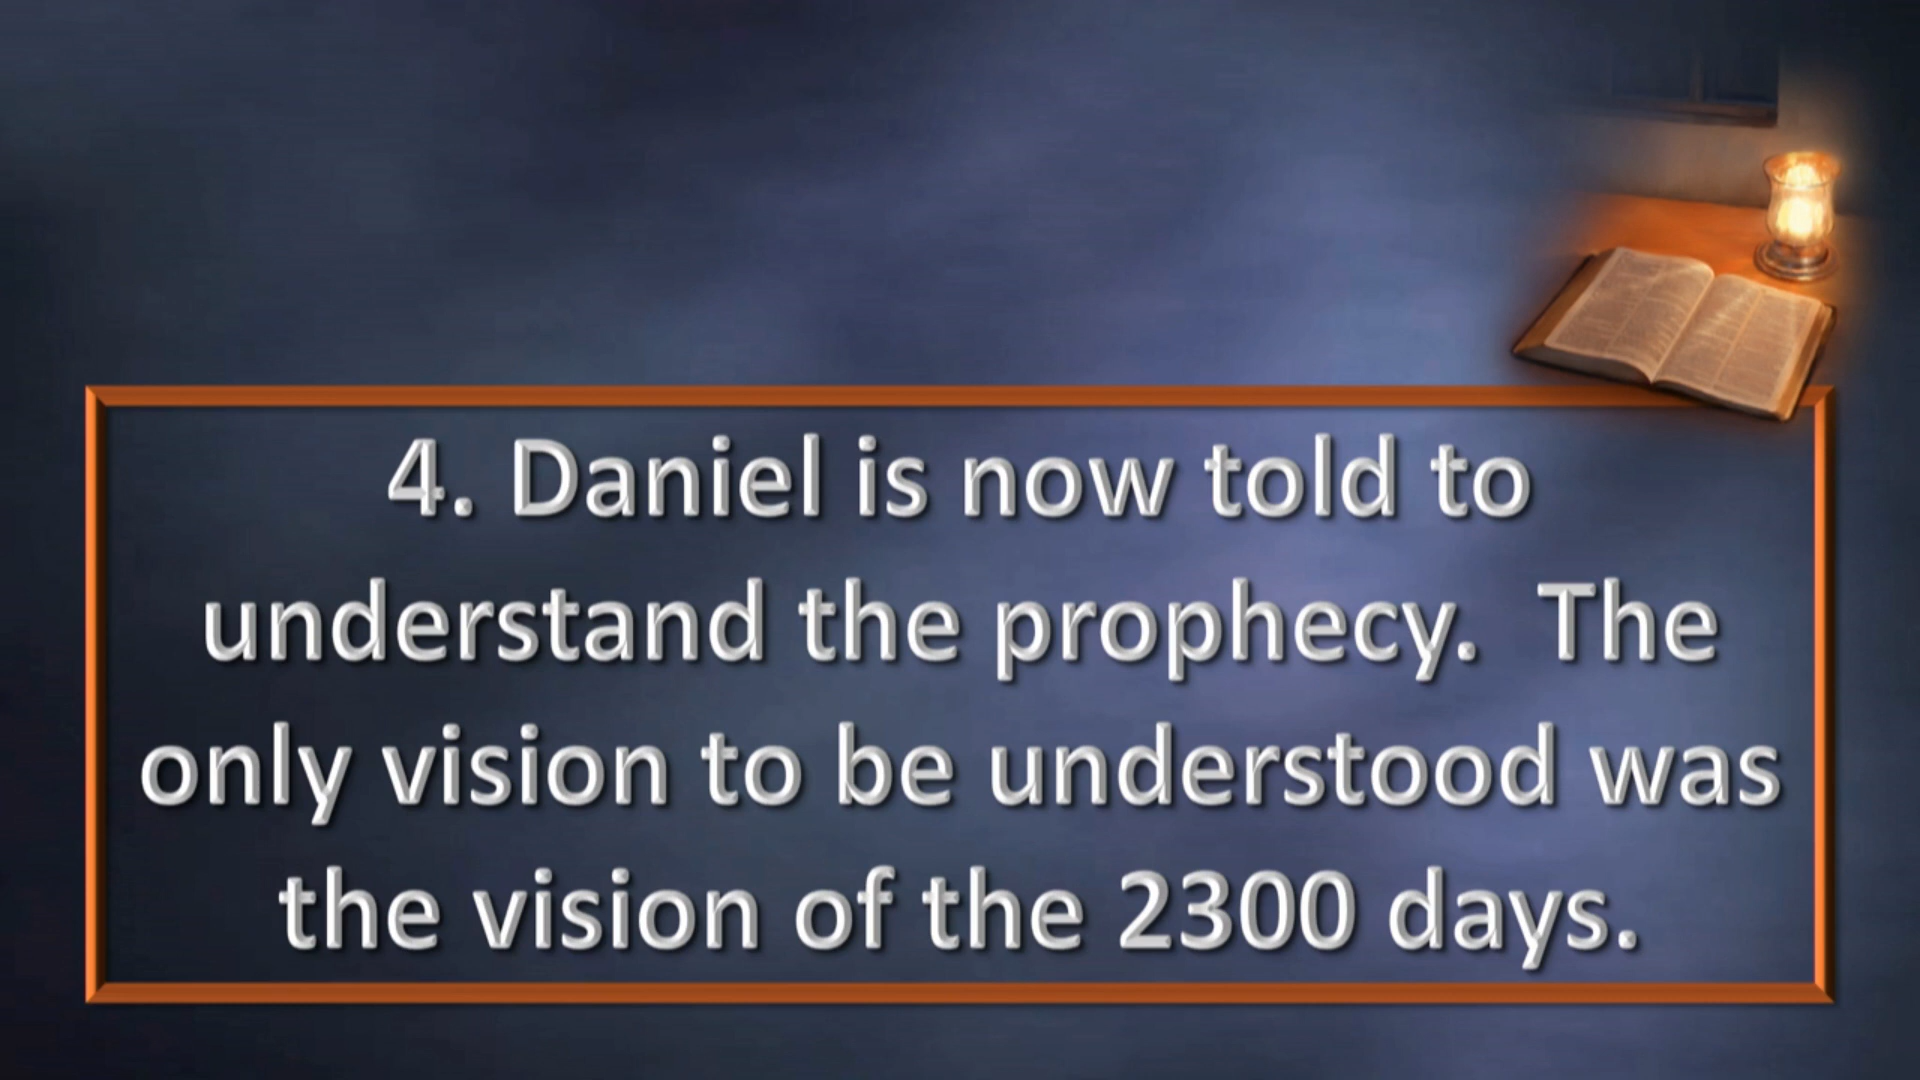 4. Daniel is now told to
understand the prophecy.  The
only vision to be understood was
the vision of the 2300 days.